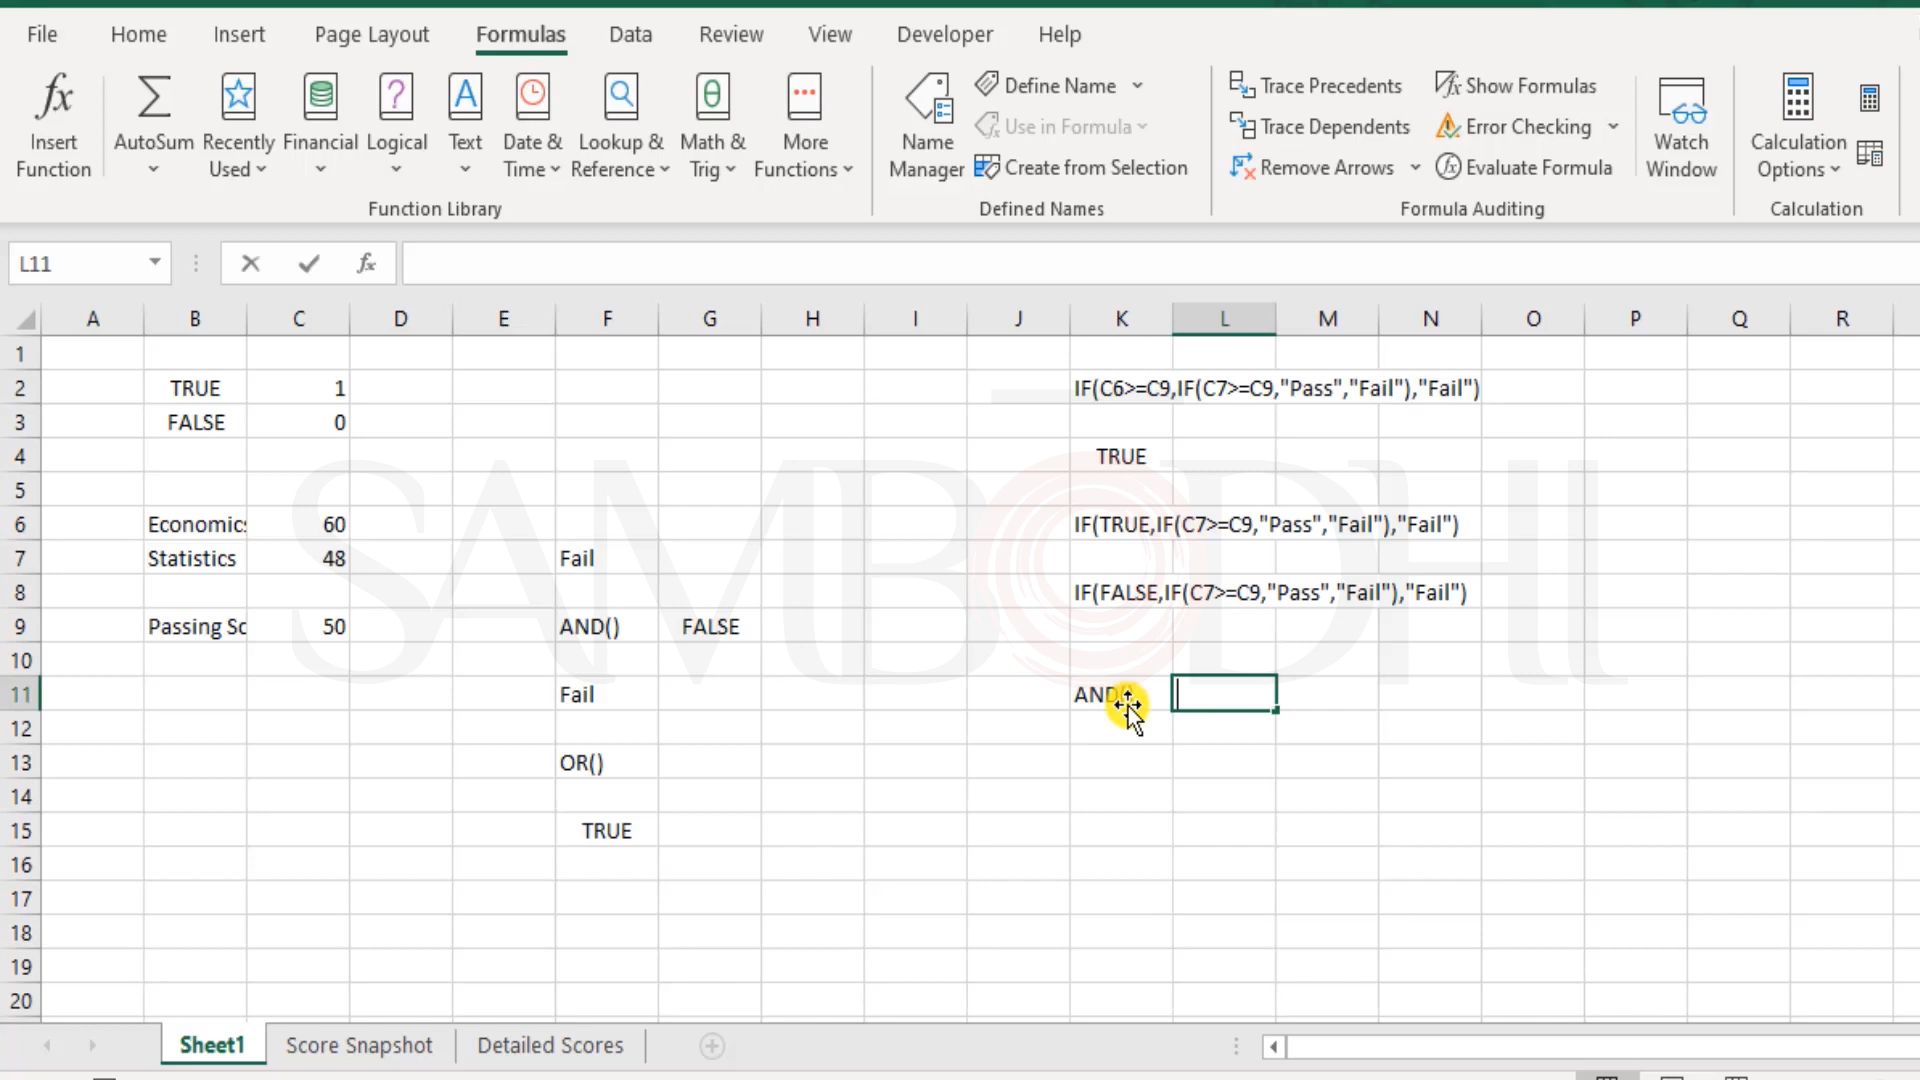 File Home Insert Page Layout Formulas Data Review View Developer Help
Insert Function
AutoSum
Recently Used
Financial
Logical
Text
Date & Time
Lookup & Reference
Math & Trig
More Functions
Function Library
Name Manager
Define Name
Use in Formula
Create from Selection
Defined Names
Trace Precedents
Trace Dependents
Remove Arrows
Show Formulas
Error Checking
Evaluate Formula
Formula Auditing
Watch Window
Calculation Options
Calculation
L11 fx
A B C D E F G H I J K L M N O P Q R
1
2 TRUE 1 IF(C6>=C9,IF(C7>=C9,"Pass","Fail"),"Fail")
3 FALSE 0
4 TRUE
5
6 Economics 60 IF(TRUE,IF(C7>=C9,"Pass","Fail"),"Fail")
7 Statistics 48 Fail
8 IF(FALSE,IF(C7>=C9,"Pass","Fail"),"Fail")
9 Passing Sc 50 AND() FALSE
10
11 Fail AND()
12
13 OR()
14
15 TRUE
16
17
18
19
20
SAMBODHI
Sheet1 Score Snapshot Detailed Scores